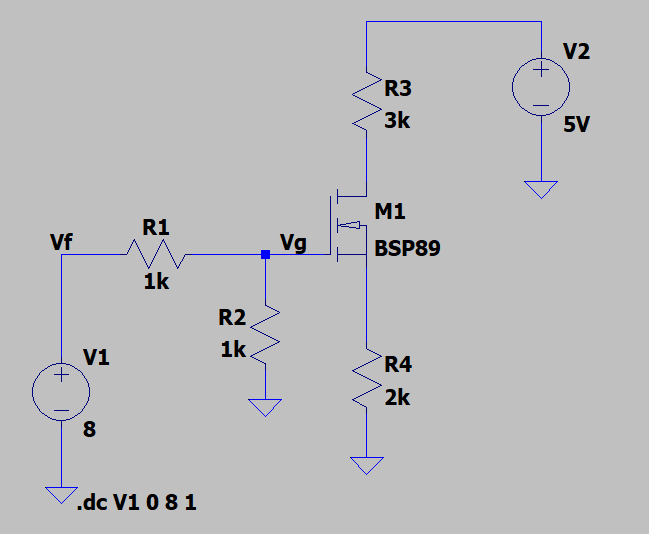 V2
R3
3k
5V
M1
R1
Vf
Vg
BSP89
1k
R2
1k
V1
R4
2k
8
.dc V1 0 8 1